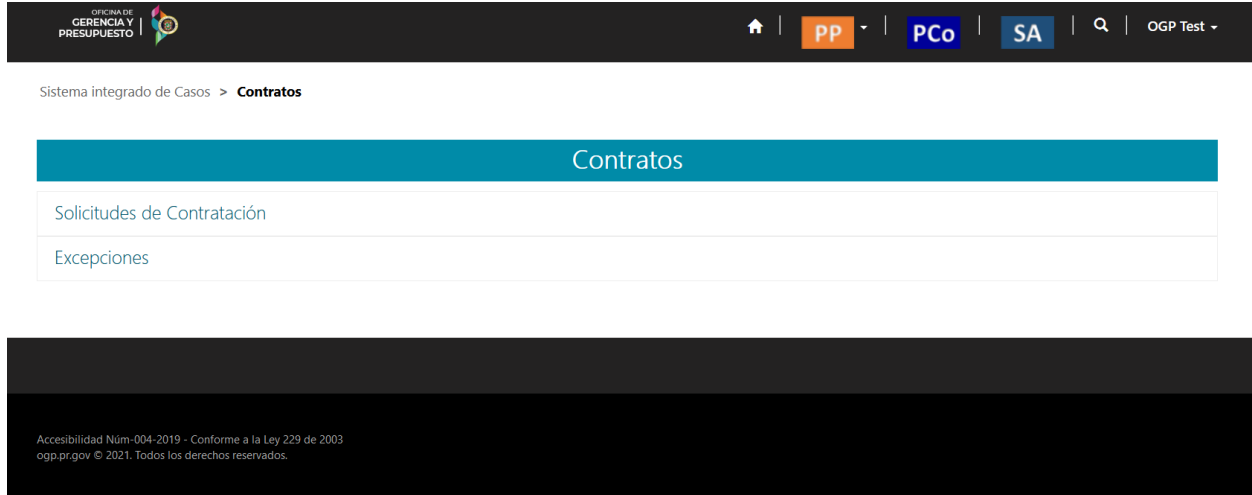 OFICINA DE
GERENCIA Y
PRESUPUESTO
PP
PCo
SA
OGP Test
Sistema integrado de Casos > Contratos
Contratos
Solicitudes de Contratación
Excepciones
Accesibilidad Núm-004-2019 - Conforme a la Ley 229 de 2003
ogp.pr.gov © 2021. Todos los derechos reservados.